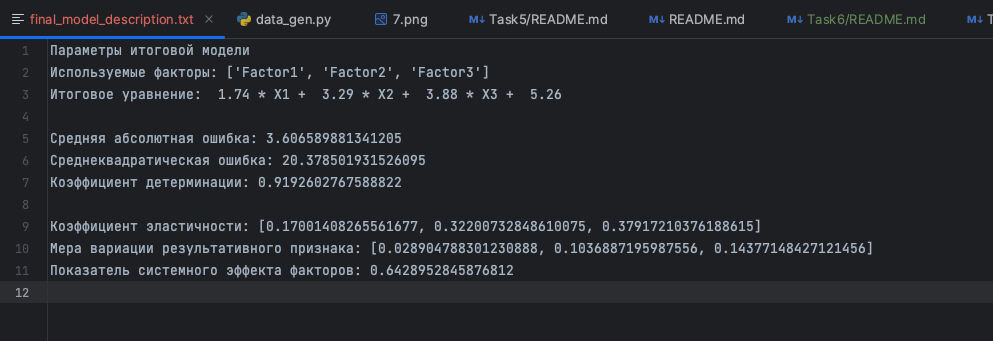 final_model_description.txt × data_gen.py 7.png M↓ Task5/README.md M↓ README.md M↓ Task6/README.md M↓ T
1 Параметры итоговой модели
2 Используемые факторы: ['Factor1', 'Factor2', 'Factor3']
3 Итоговое уравнение:  1.74 * X1 +  3.29 * X2 +  3.88 * X3 +  5.26
4
5 Средняя абсолютная ошибка: 3.606589881341205
6 Среднеквадратическая ошибка: 20.378501931526095
7 Коэффициент детерминации: 0.9192602767588822
8
9 Коэффициент эластичности: [0.17001408265561677, 0.32200732848610075, 0.37917210376188615]
10 Мера вариации результативного признака: [0.028904788301230888, 0.1036887195987556, 0.14377148427121456]
11 Показатель системного эффекта факторов: 0.6428952845876812
12